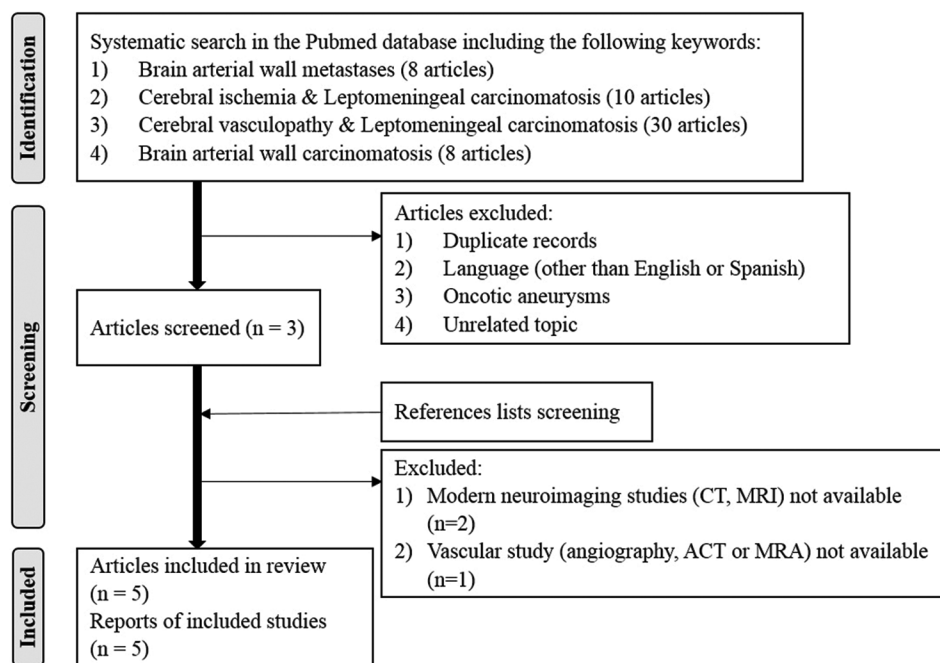 Identification
Systematic search in the Pubmed database including the following keywords:
1) Brain arterial wall metastases (8 articles)
2) Cerebral ischemia & Leptomeningeal carcinomatosis (10 articles)
3) Cerebral vasculopathy & Leptomeningeal carcinomatosis (30 articles)
4) Brain arterial wall carcinomatosis (8 articles)
Screening
Articles excluded:
1) Duplicate records
2) Language (other than English or Spanish)
3) Oncotic aneurysms
4) Unrelated topic
Articles screened (n = 3)
References lists screening
Excluded:
1) Modern neuroimaging studies (CT, MRI) not available
(n=2)
2) Vascular study (angiography, ACT or MRA) not available
(n=1)
Included
Articles included in review
(n = 5)
Reports of included studies
(n = 5)